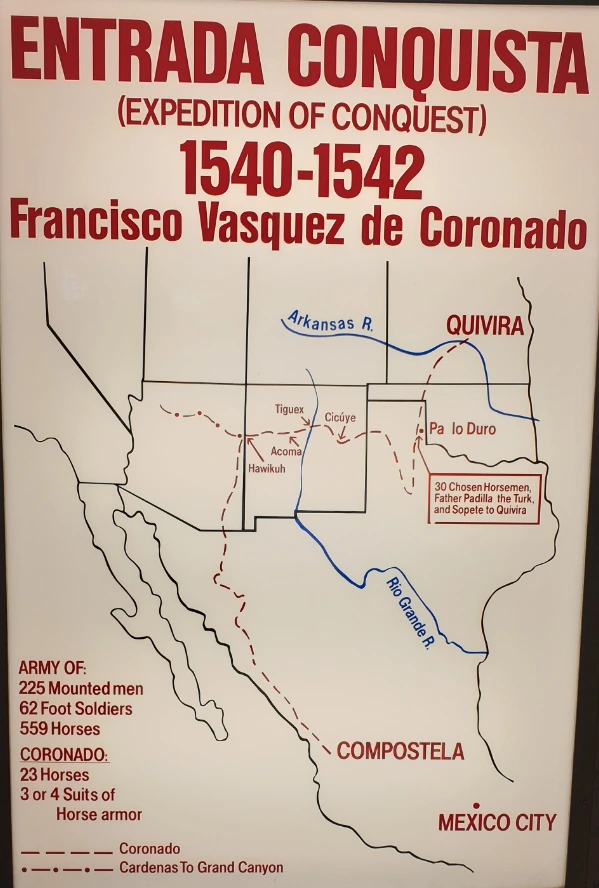 ENTRADA CONQUISTA
(EXPEDITION OF CONQUEST)
1540-1542
Francisco Vasquez de Coronado
Arkansas R.
QUIVIRA
Tiguex
Cicúye
Pa lo Duro
Acoma
Hawikuh
30 Chosen Horsemen,
Father Padilla the Turk,
and Sopete to Quivira
Rio Grande R.
ARMY OF:
225 Mounted men
62 Foot Soldiers
559 Horses
CORONADO:
23 Horses
3 or 4 Suits of
Horse armor
COMPOSTELA
MEXICO CITY
Coronado
Cardenas To Grand Canyon